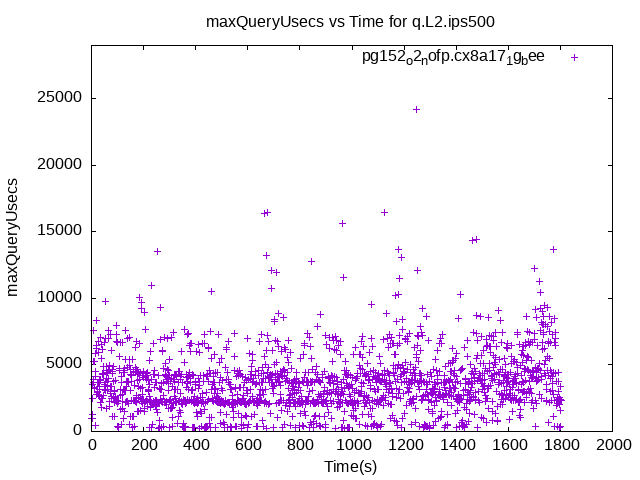 maxQueryUsecs vs Time for q.L2.ips500
pg152_o2_nofp.cx8a17_1g_bee
25000
20000
15000
10000
5000
0
maxQueryUsecs
0 200 400 600 800 1000 1200 1400 1600 1800 2000
Time(s)